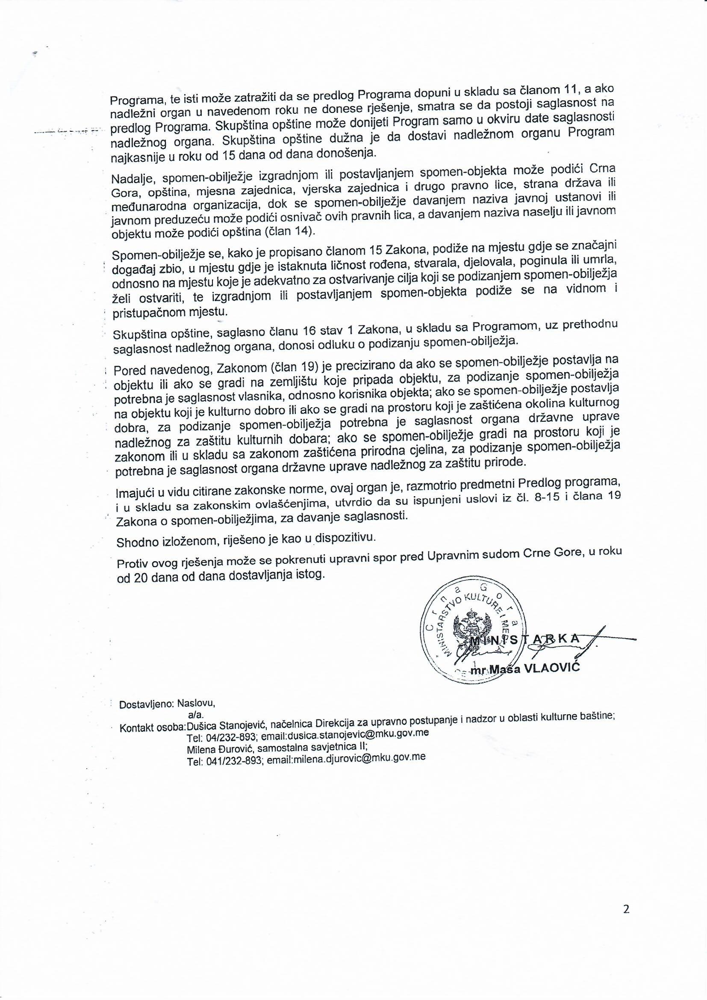 Programa, te isti može zatražiti da se predlog Programa dopuni u skladu sa članom 11, a ako
nadležni organ u navedenom roku ne donese rješenje, smatra se da postoji saglasnost na
predlog Programa. Skupština opštine može donijeti Program samo u okviru date saglasnosti
nadležnog organa. Skupština opštine dužna je da dostavi nadležnom organu Program
najkasnije u roku od 15 dana od dana donošenja.
Nadalje, spomen-obilježje izgradnjom ili postavljanjem spomen-objekta može podići Crna
Gora, opština, mjesna zajednica, vjerska zajednica i drugo pravno lice, strana država ili
međunarodna organizacija, dok se spomen-obilježje davanjem naziva javnoj ustanovi ili
javnom preduzeću može podići osnivač ovih pravnih lica, a davanjem naziva naselju ili javnom
objektu može podići opština (član 14).
Spomen-obilježje se, kako je propisano članom 15 Zakona, podiže na mjestu gdje se značajni
događaj zbio, u mjestu gdje je istaknuta ličnost rođena, stvarala, djelovala, poginula ili umrla,
odnosno na mjestu koje je adekvatno za ostvarivanje cilja koji se podizanjem spomen-obilježja
želi ostvariti, te izgradnjom ili postavljanjem spomen-objekta podiže se na vidnom i
pristupačnom mjestu.
Skupština opštine, saglasno članu 16 stav 1 Zakona, u skladu sa Programom, uz prethodnu
saglasnost nadležnog organa, donosi odluku o podizanju spomen-obilježja.
Pored navedenog, Zakonom (član 19) je precizirano da ako se spomen-obilježje postavlja na
objektu ili ako se gradi na zemljištu koje pripada objektu, za podizanje spomen-obilježja
potrebna je saglasnost vlasnika, odnosno korisnika objekta; ako se spomen-obilježje postavlja
na objektu koji je kulturno dobro ili ako se gradi na prostoru koji je zaštićena okolina kulturnog
dobra, za podizanje spomen-obilježja potrebna je saglasnost organa državne uprave
nadležnog za zaštitu kulturnih dobara; ako se spomen-obilježje gradi na prostoru koji je
zakonom ili u skladu sa zakonom zaštićena prirodna cjelina, za podizanje spomen-obilježja
potrebna je saglasnost organa državne uprave nadležnog za zaštitu prirode.
Imajući u vidu citirane zakonske norme, ovaj organ je, razmotrio predmetni Predlog programa,
i u skladu sa zakonskim ovlašćenjima, utvrdio da su ispunjeni uslovi iz čl. 8-15 i člana 19
Zakona o spomen-obilježjima, za davanje saglasnosti.
Shodno izloženom, riješeno je kao u dispozitivu.
Protiv ovog rješenja može se pokrenuti upravni spor pred Upravnim sudom Crne Gore, u roku
od 20 dana od dana dostavljanja istog.
Crna Gora
MINISTARSTVO KULTURE I MEDIJA
1
MINISTARKA
mr Maša VLAOVIĆ
Dostavljeno: Naslovu,
a/a.
Kontakt osoba:Dušica Stanojević, načelnica Direkcija za upravno postupanje i nadzor u oblasti kulturne baštine;
Tel: 04/232-893; email:dusica.stanojevic@mku.gov.me
Milena Đurović, samostalna savjetnica II;
Tel: 041/232-893; email:milena.djurovic@mku.gov.me
2